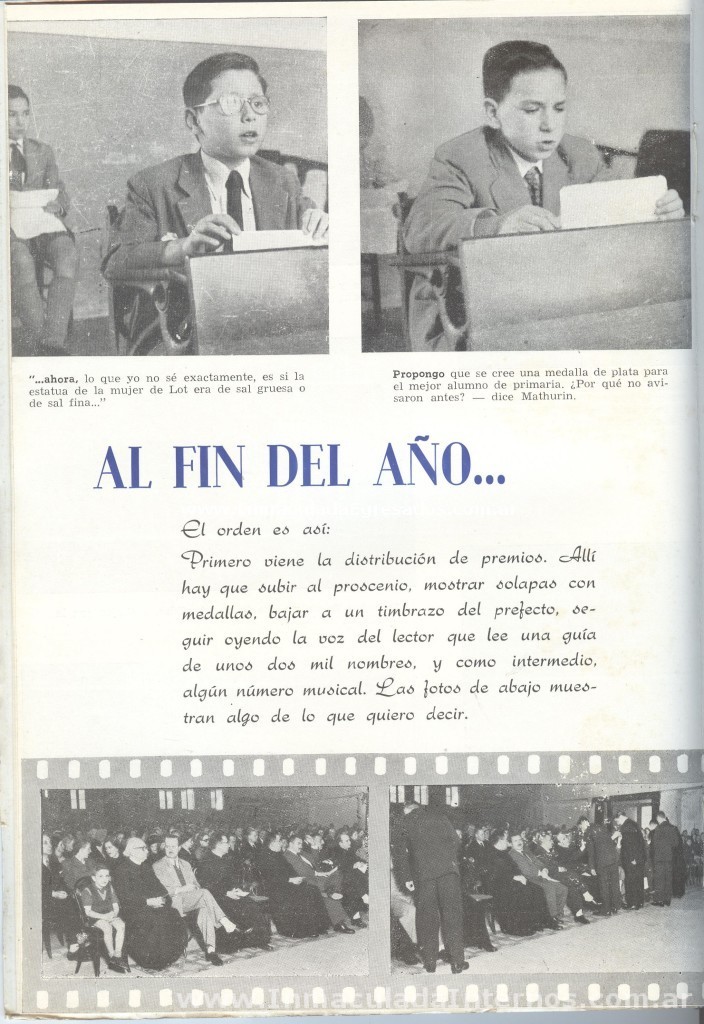 "...ahora, lo que yo no sé exactamente, es si la
estatua de la mujer de Lot era de sal gruesa o
de sal fina..."
Propongo que se cree una medalla de plata para
el mejor alumno de primaria. ¿Por qué no avi-
saron antes? — dice Mathurin.
AL FIN DEL AÑO...
El orden es así:
Primero viene la distribución de premios. Allí
hay que subir al proscenio, mostrar solapas con
medallas, bajar a un timbrazo del prefecto, se-
guir oyendo la voz del lector que lee una guía
de unos dos mil nombres, y como intermedio,
algún número musical. Las fotos de abajo mues-
tran algo de lo que quiero decir.
www.InmaculadaInternos.com.ar